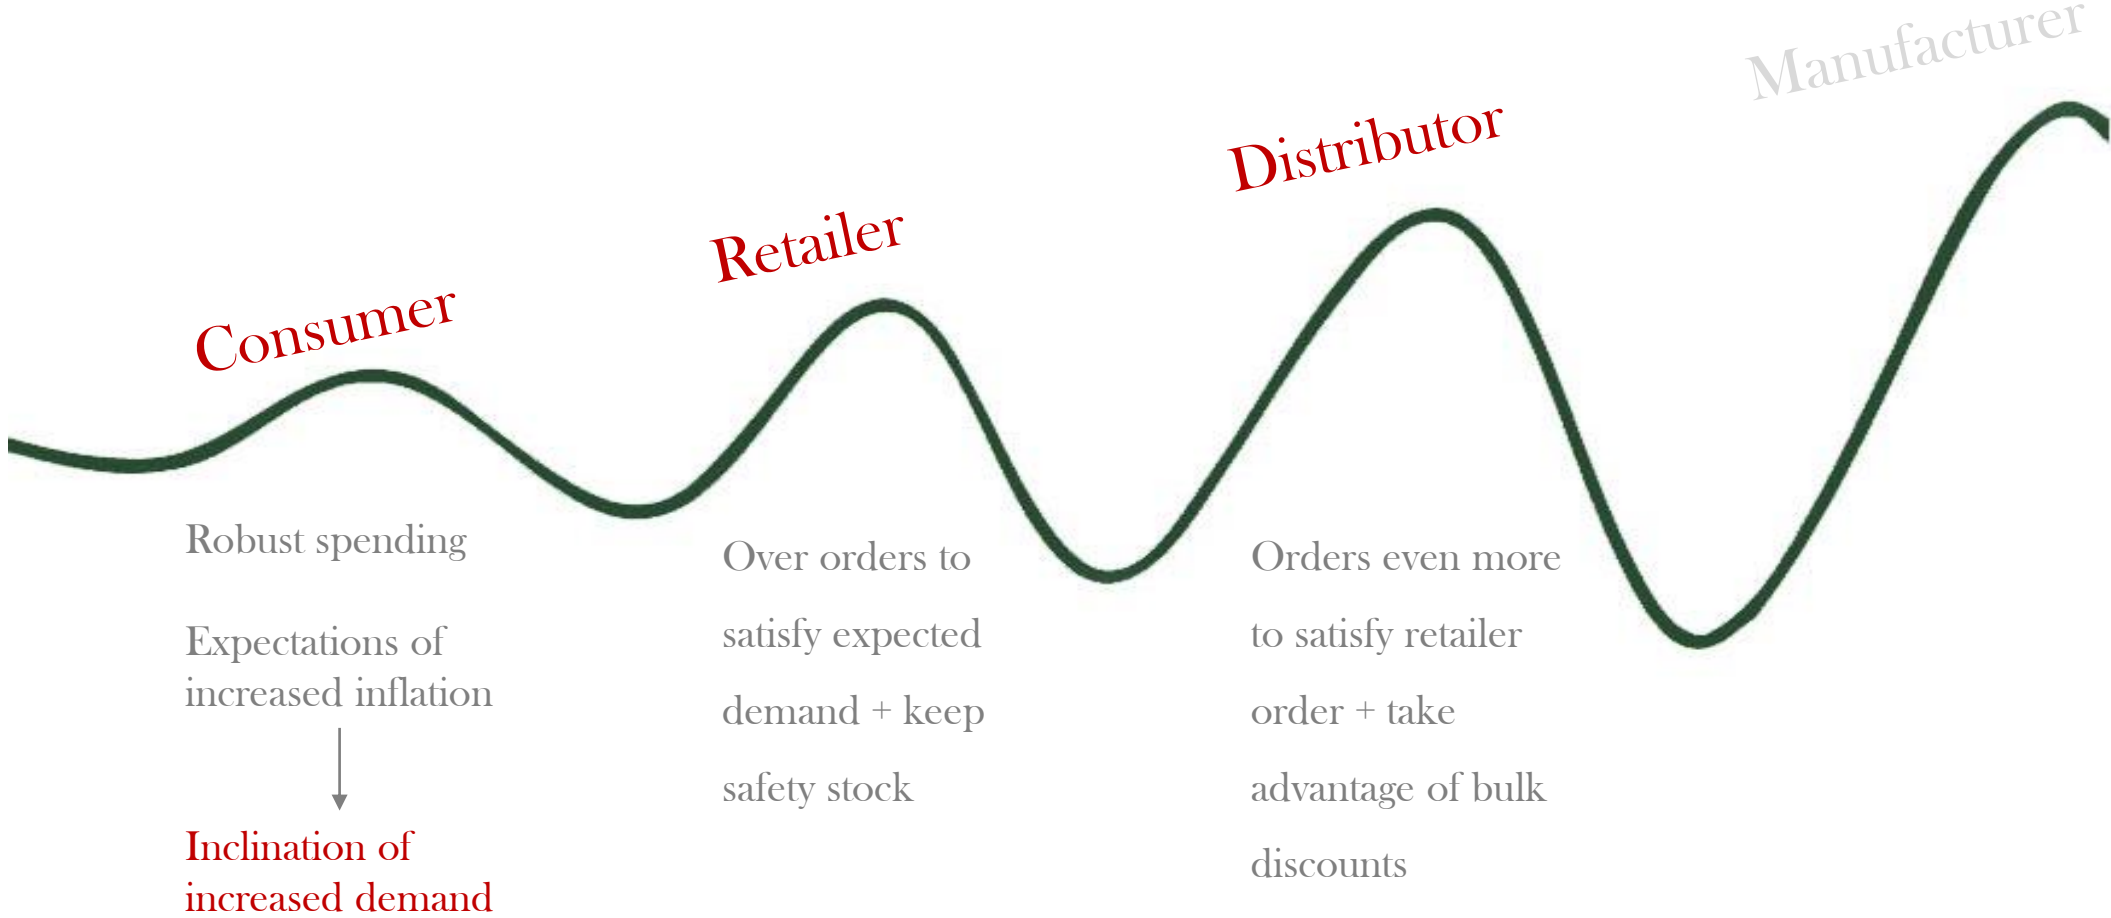 Manufacturer
Distributor
Retailer
Consumer
Robust spending
Expectations of
increased inflation
Inclination of
increased demand
Over orders to
satisfy expected
demand + keep
safety stock
Orders even more
to satisfy retailer
order + take
advantage of bulk
discounts